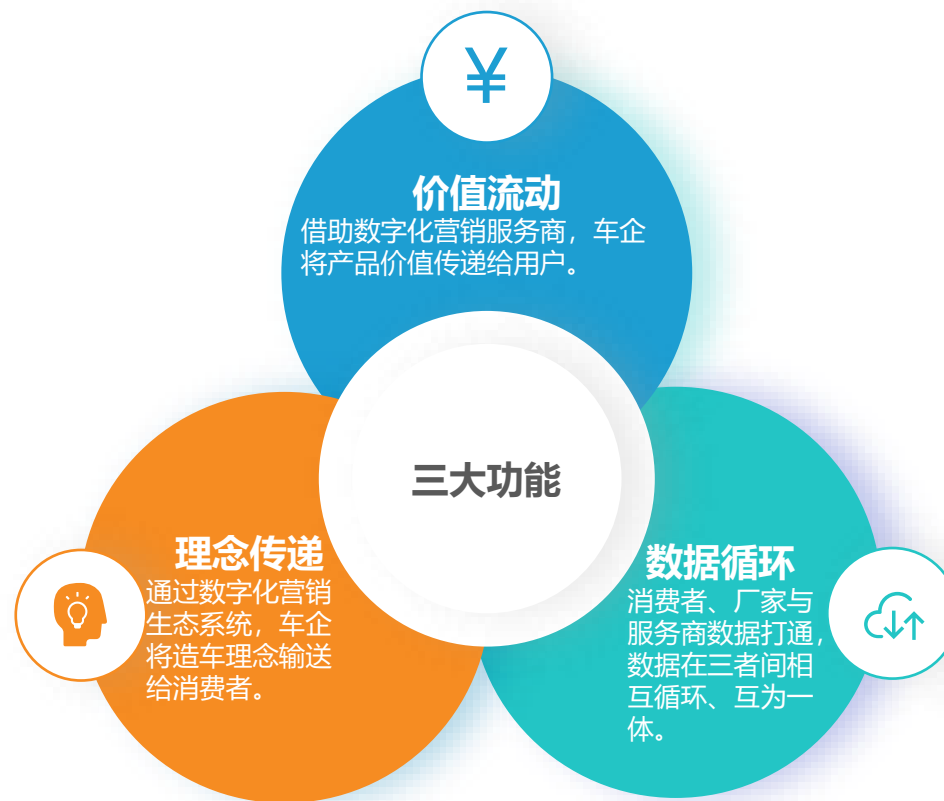 ¥
价值流动
借助数字化营销服务商，车企
将产品价值传递给用户。
三大功能
理念传递
通过数字化营销
生态系统，车企
将造车理念输送
给消费者。
数据循环
消费者、厂家与
服务商数据打通，
数据在三者间相
互循环、互为一
体。